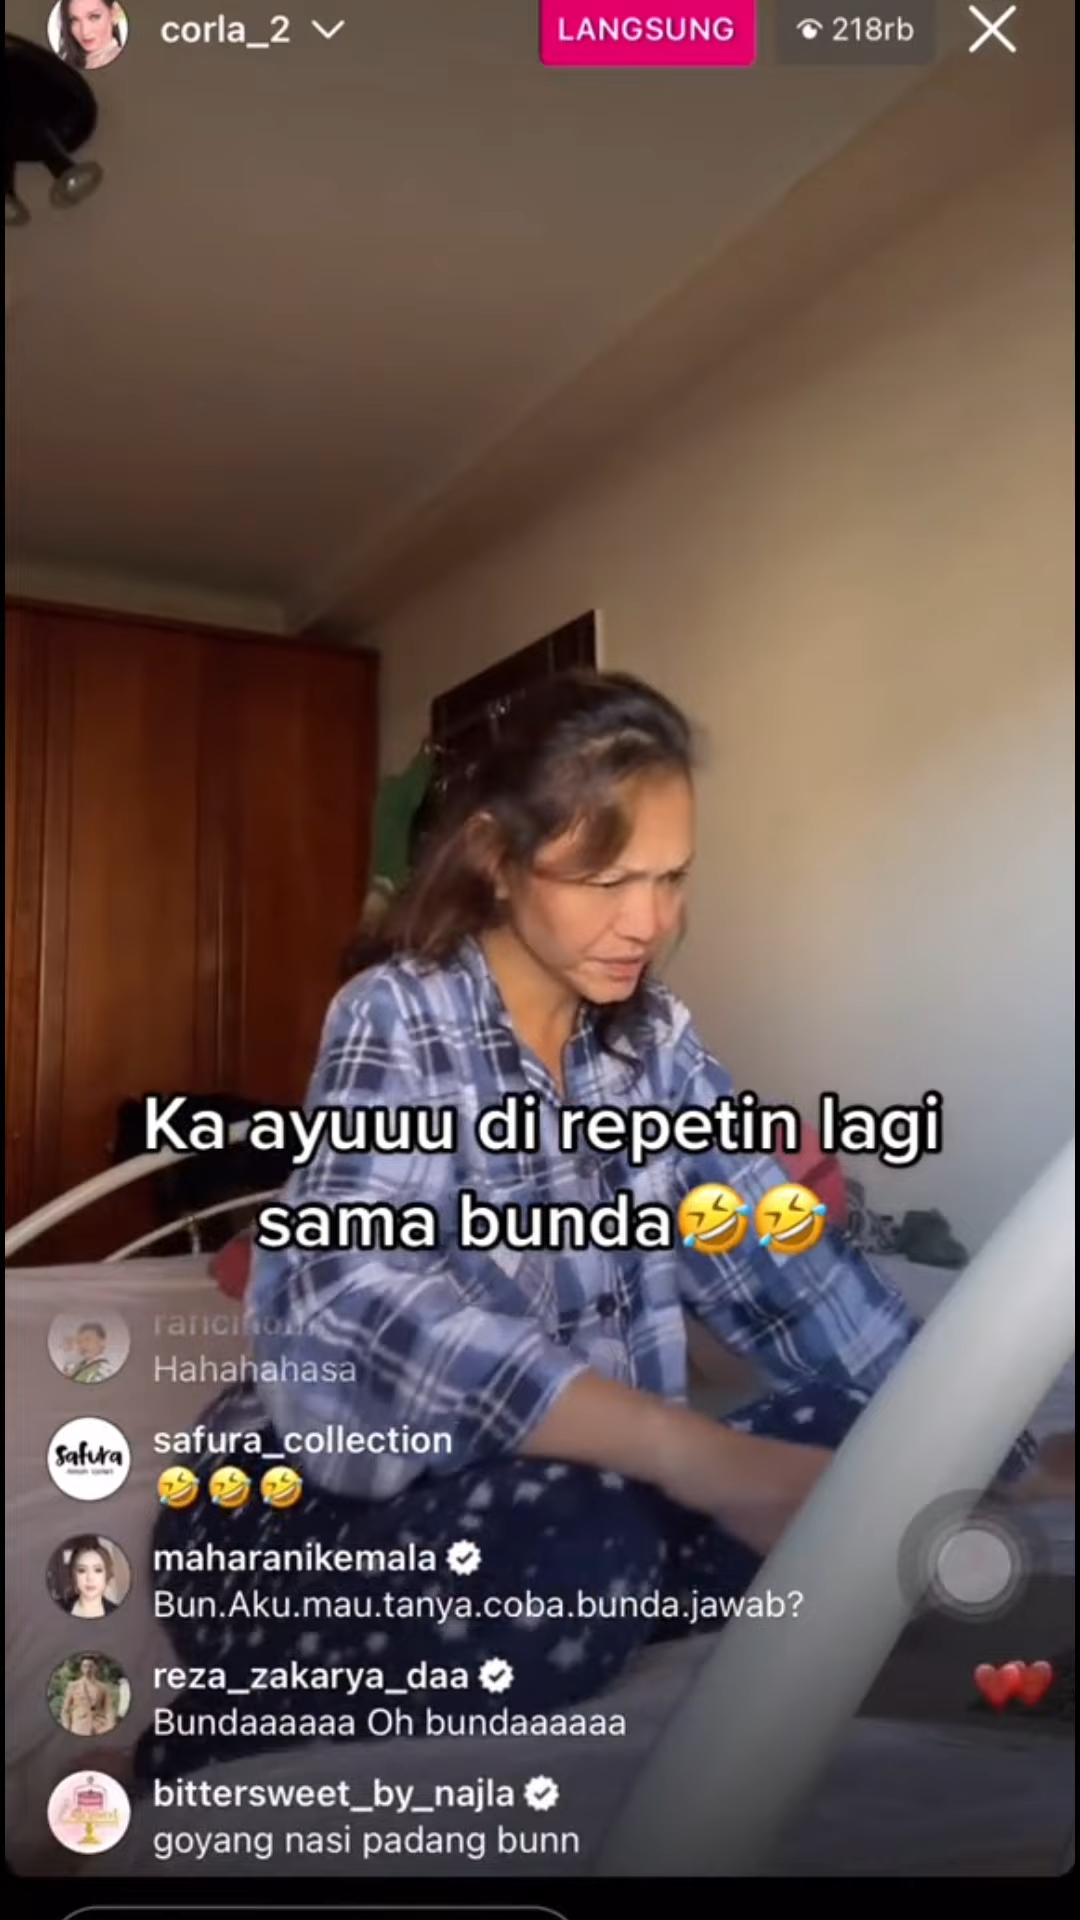 corla_2
LANGSUNG
218rb
Ka ayuuu di repetin lagi
sama bunda🤣🤣
Hahahahasa
Safura
safura_collection
🤣🤣🤣
maharanikemala
Bun.Aku.mau.tanya.coba.bunda.jawab?
reza_zakarya_daa
Bundaaaaaa Oh bundaaaaaa
bittersweet_by_najla
goyang nasi padang bunn